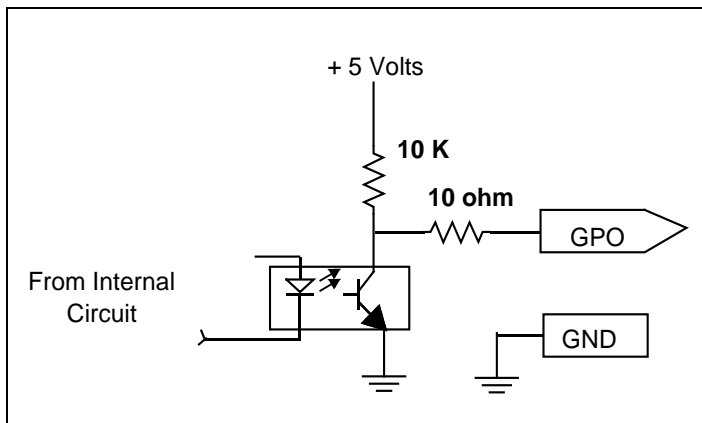 + 5 Volts
10 K
10 ohm
GPO
From Internal
Circuit
GND